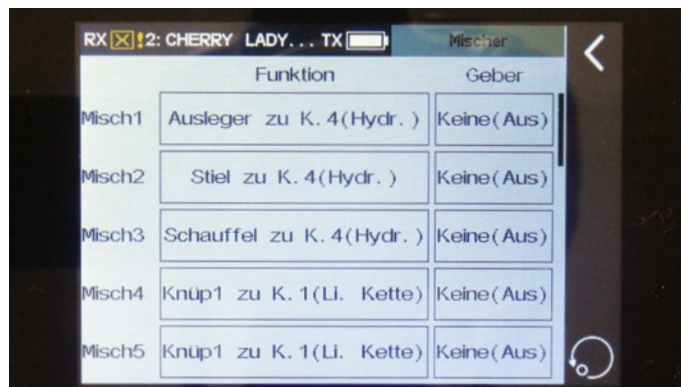 RX 2: CHERRY LADY... TX Mischer
Funktion Geber
Misch1 Ausleger zu K.4(Hydr.) Keine(Aus)
Misch2 Stiel zu K.4(Hydr.) Keine(Aus)
Misch3 Schauffel zu K.4(Hydr.) Keine(Aus)
Misch4 Knüp1 zu K.1(Li. Kette) Keine(Aus)
Misch5 Knüp1 zu K.1(Li. Kette) Keine(Aus)